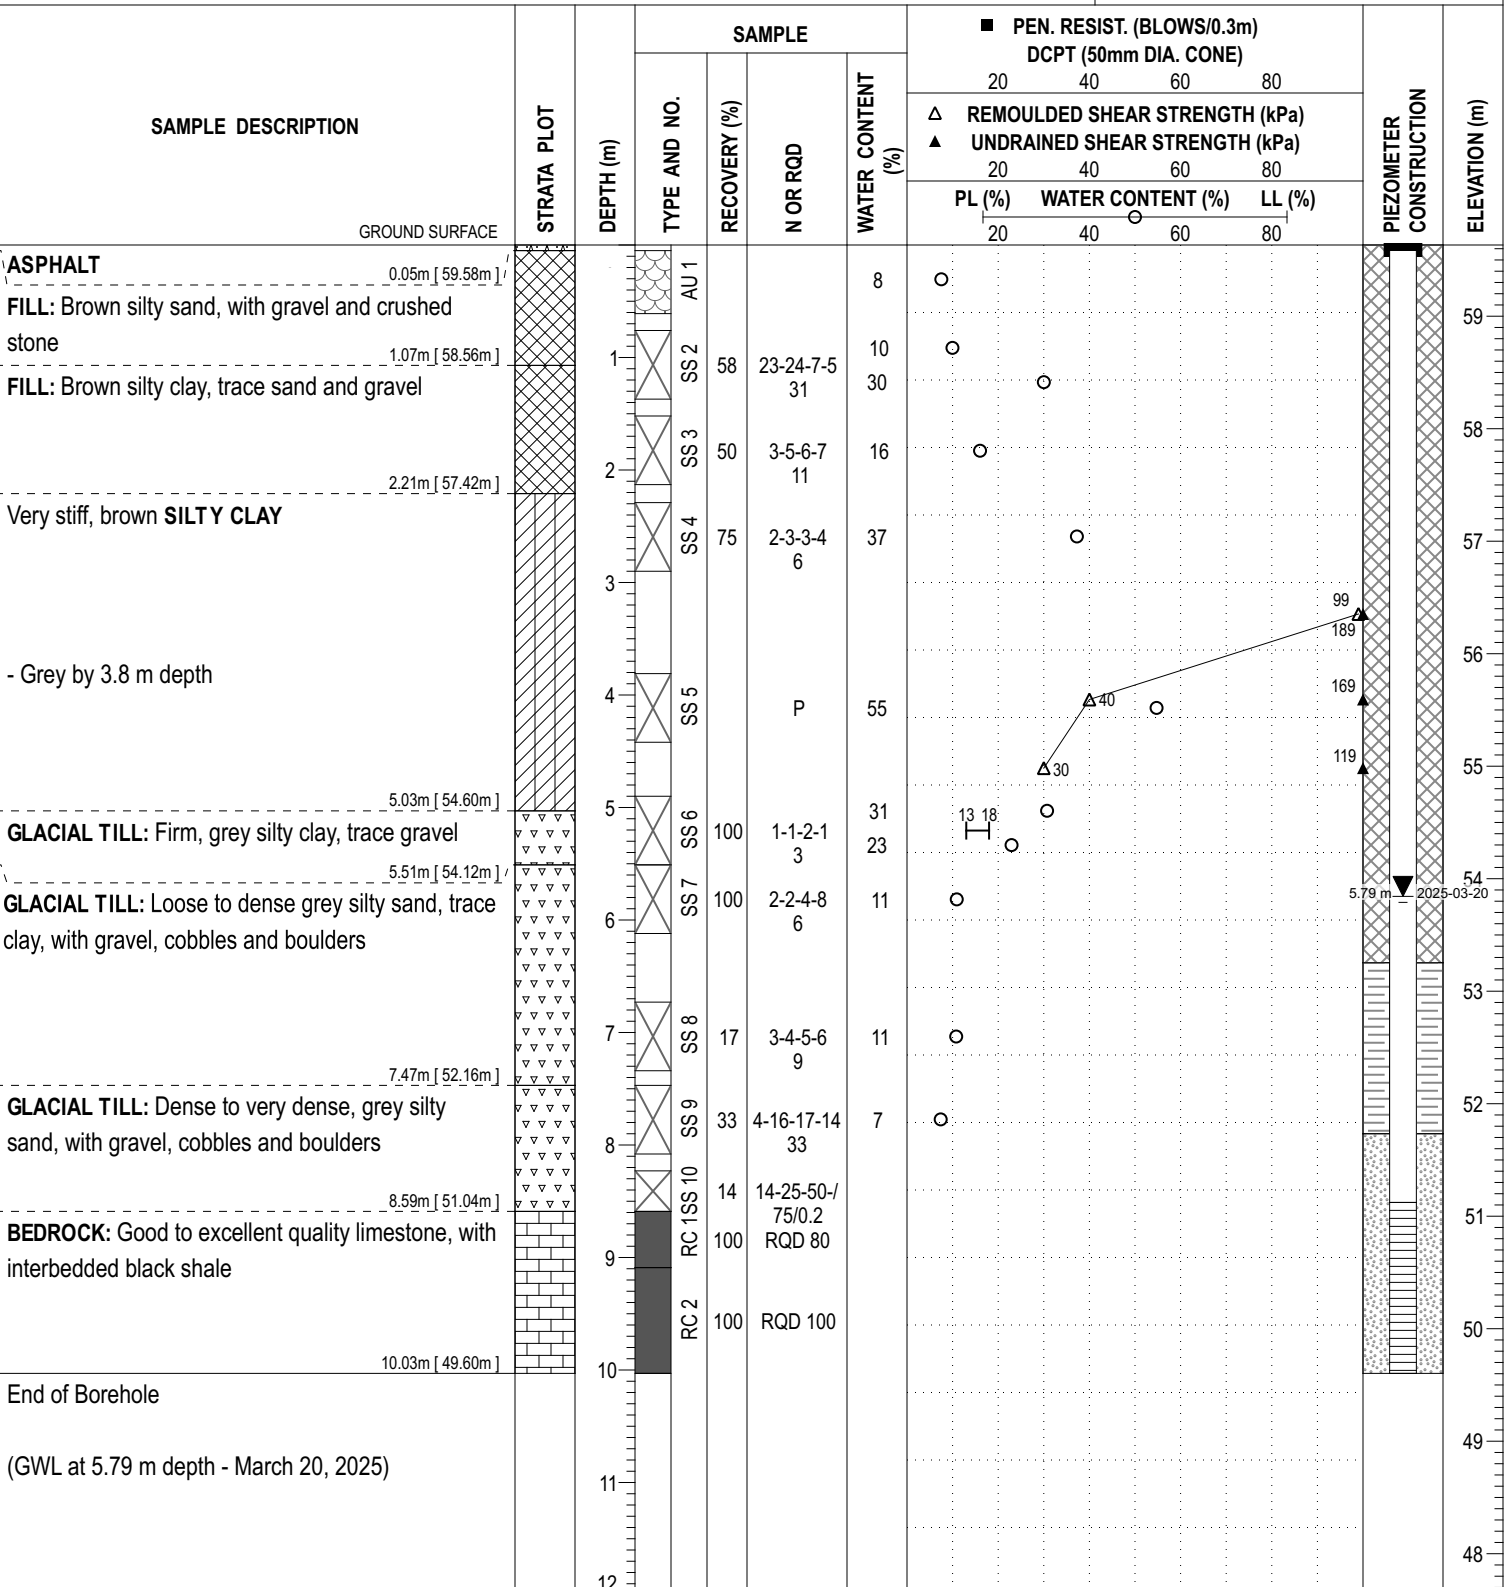 SAMPLE DESCRIPTION
GROUND SURFACE
STRATA PLOT
DEPTH (m)
SAMPLE
TYPE AND NO.
RECOVERY (%)
N OR RQD
WATER CONTENT
(%)
■ PEN. RESIST. (BLOWS/0.3m)
DCPT (50mm DIA. CONE)
20 40 60 80
△ REMOULDED SHEAR STRENGTH (kPa)
▲ UNDRAINED SHEAR STRENGTH (kPa)
20 40 60 80
PL (%) WATER CONTENT (%) LL (%)
20 40 60 80
PIEZOMETER
CONSTRUCTION
ELEVATION (m)
ASPHALT
0.05m [ 59.58m ]
FILL: Brown silty sand, with gravel and crushed
stone
1.07m [ 58.56m ]
FILL: Brown silty clay, trace sand and gravel
2.21m [ 57.42m ]
Very stiff, brown SILTY CLAY
- Grey by 3.8 m depth
5.03m [ 54.60m ]
GLACIAL TILL: Firm, grey silty clay, trace gravel
5.51m [ 54.12m ]
GLACIAL TILL: Loose to dense grey silty sand, trace
clay, with gravel, cobbles and boulders
7.47m [ 52.16m ]
GLACIAL TILL: Dense to very dense, grey silty
sand, with gravel, cobbles and boulders
8.59m [ 51.04m ]
BEDROCK: Good to excellent quality limestone, with
interbedded black shale
10.03m [ 49.60m ]
End of Borehole
(GWL at 5.79 m depth - March 20, 2025)
1
2
3
4
5
6
7
8
9
10
11
12
AU 1
8
SS 2
58
23-24-7-5
31
10
30
SS 3
50
3-5-6-7
11
16
SS 4
75
2-3-3-4
6
37
SS 5
P
55
SS 6
100
1-1-2-1
3
31
23
SS 7
100
2-2-4-8
6
11
SS 8
17
3-4-5-6
9
11
SS 9
33
4-16-17-14
33
7
SS 10
14
14-25-50-/
75/0.2
RC 1
100
RQD 80
RC 2
100
RQD 100
99
189
40
169
30
119
13 18
5.79 m
2025-03-20
59
58
57
56
55
54
53
52
51
50
49
48